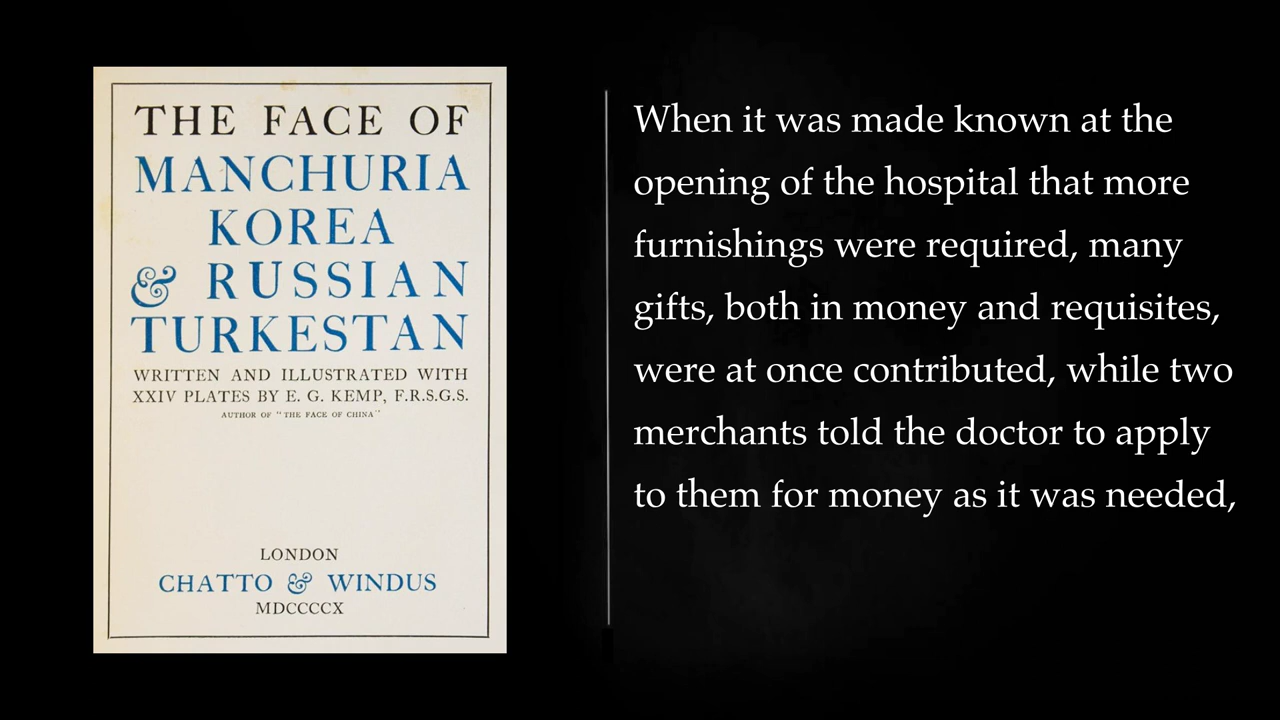 THE FACE OF
MANCHURIA
KOREA
& RUSSIAN
TURKESTAN
WRITTEN AND ILLUSTRATED WITH
XXIV PLATES BY E. G. KEMP, F.R.S.G.S.
AUTHOR OF "THE FACE OF CHINA"
LONDON
CHATTO & WINDUS
MDCCCCX
When it was made known at the
opening of the hospital that more
furnishings were required, many
gifts, both in money and requisites,
were at once contributed, while two
merchants told the doctor to apply
to them for money as it was needed,